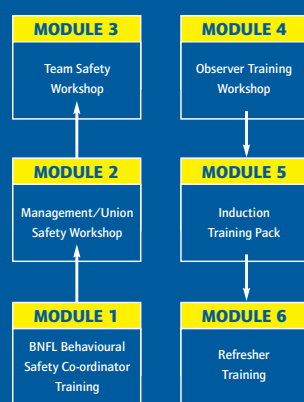 MODULE 3
Team Safety
Workshop
MODULE 2
Management/Union
Safety Workshop
MODULE 1
BNFL Behavioural
Safety Co-ordinator
Training
MODULE 4
Observer Training
Workshop
MODULE 5
Induction
Training Pack
MODULE 6
Refresher
Training